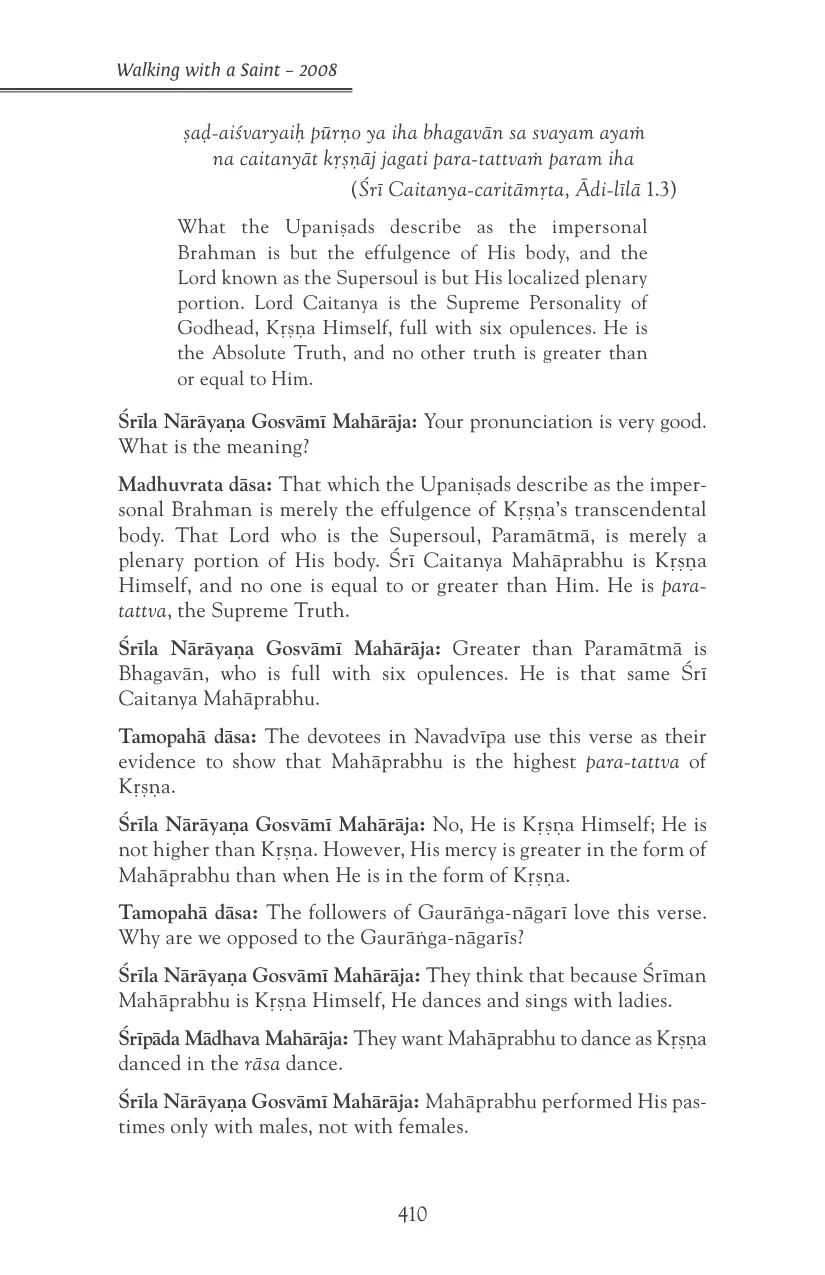 Walking with a Saint – 2008
ṣaḍ-aiśvaryaiḥ pūrṇo ya iha bhagavān sa svayam ayaṁ
na caitanyāt kṛṣṇāj jagati para-tattvaṁ param iha
(Śrī Caitanya-caritāmṛta, Ādi-līlā 1.3)
What the Upaniṣads describe as the impersonal
Brahman is but the effulgence of His body, and the
Lord known as the Supersoul is but His localized plenary
portion. Lord Caitanya is the Supreme Personality of
Godhead, Kṛṣṇa Himself, full with six opulences. He is
the Absolute Truth, and no other truth is greater than
or equal to Him.
Śrīla Nārāyaṇa Gosvāmī Mahārāja: Your pronunciation is very good.
What is the meaning?
Madhuvrata dāsa: That which the Upaniṣads describe as the imper-
sonal Brahman is merely the effulgence of Kṛṣṇa’s transcendental
body. That Lord who is the Supersoul, Paramātmā, is merely a
plenary portion of His body. Śrī Caitanya Mahāprabhu is Kṛṣṇa
Himself, and no one is equal to or greater than Him. He is para-
tattva, the Supreme Truth.
Śrīla Nārāyaṇa Gosvāmī Mahārāja: Greater than Paramātmā is
Bhagavān, who is full with six opulences. He is that same Śrī
Caitanya Mahāprabhu.
Tamopahā dāsa: The devotees in Navadvīpa use this verse as their
evidence to show that Mahāprabhu is the highest para-tattva of
Kṛṣṇa.
Śrīla Nārāyaṇa Gosvāmī Mahārāja: No, He is Kṛṣṇa Himself; He is
not higher than Kṛṣṇa. However, His mercy is greater in the form of
Mahāprabhu than when He is in the form of Kṛṣṇa.
Tamopahā dāsa: The followers of Gaurāṅga-nāgarī love this verse.
Why are we opposed to the Gaurāṅga-nāgarīs?
Śrīla Nārāyaṇa Gosvāmī Mahārāja: They think that because Śrīman
Mahāprabhu is Kṛṣṇa Himself, He dances and sings with ladies.
Śrīpāda Mādhava Mahārāja: They want Mahāprabhu to dance as Kṛṣṇa
danced in the rāsa dance.
Śrīla Nārāyaṇa Gosvāmī Mahārāja: Mahāprabhu performed His pas-
times only with males, not with females.
410